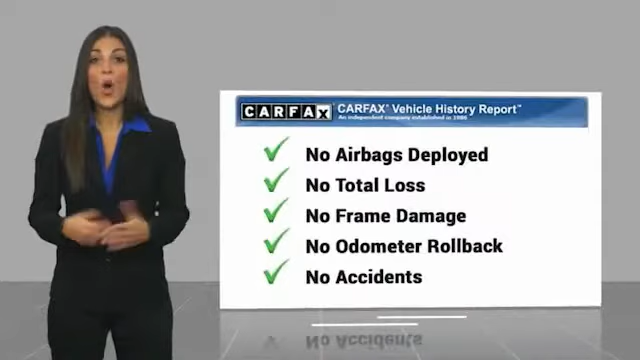 CARFAX CARFAX® Vehicle History Report™
An independent company established in 1986
No Airbags Deployed
No Total Loss
No Frame Damage
No Odometer Rollback
No Accidents